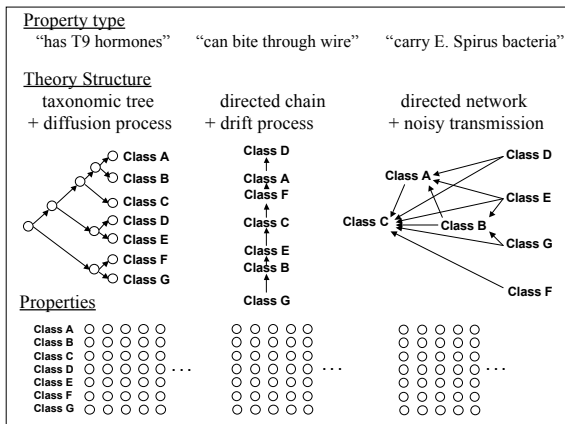 Property type
“has T9 hormones” “can bite through wire” “carry E. Spirus bacteria”
Theory Structure
taxonomic tree directed chain directed network
+ diffusion process + drift process + noisy transmission
Class A
Class B
Class C
Class D
Class E
Class F
Class G
Class D
Class A
Class F
Class C
Class E
Class B
Class G
Class D
Class A
Class E
Class C
Class B
Class G
Class F
Properties
Class A
Class B
Class C
Class D ... ... ...
Class E
Class F
Class G